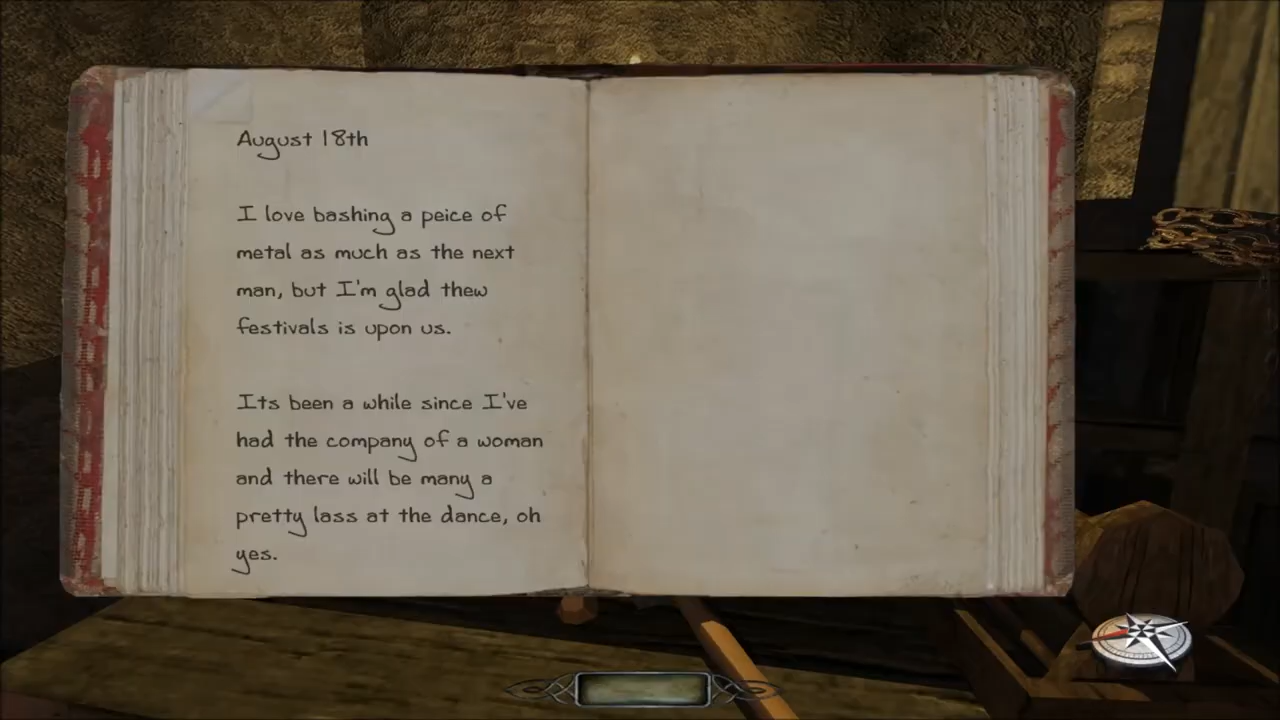 August 18th
I love bashing a peice of
metal as much as the next
man, but I'm glad thew
festivals is upon us.
Its been a while since I've
had the company of a woman
and there will be many a
pretty lass at the dance, oh
yes.